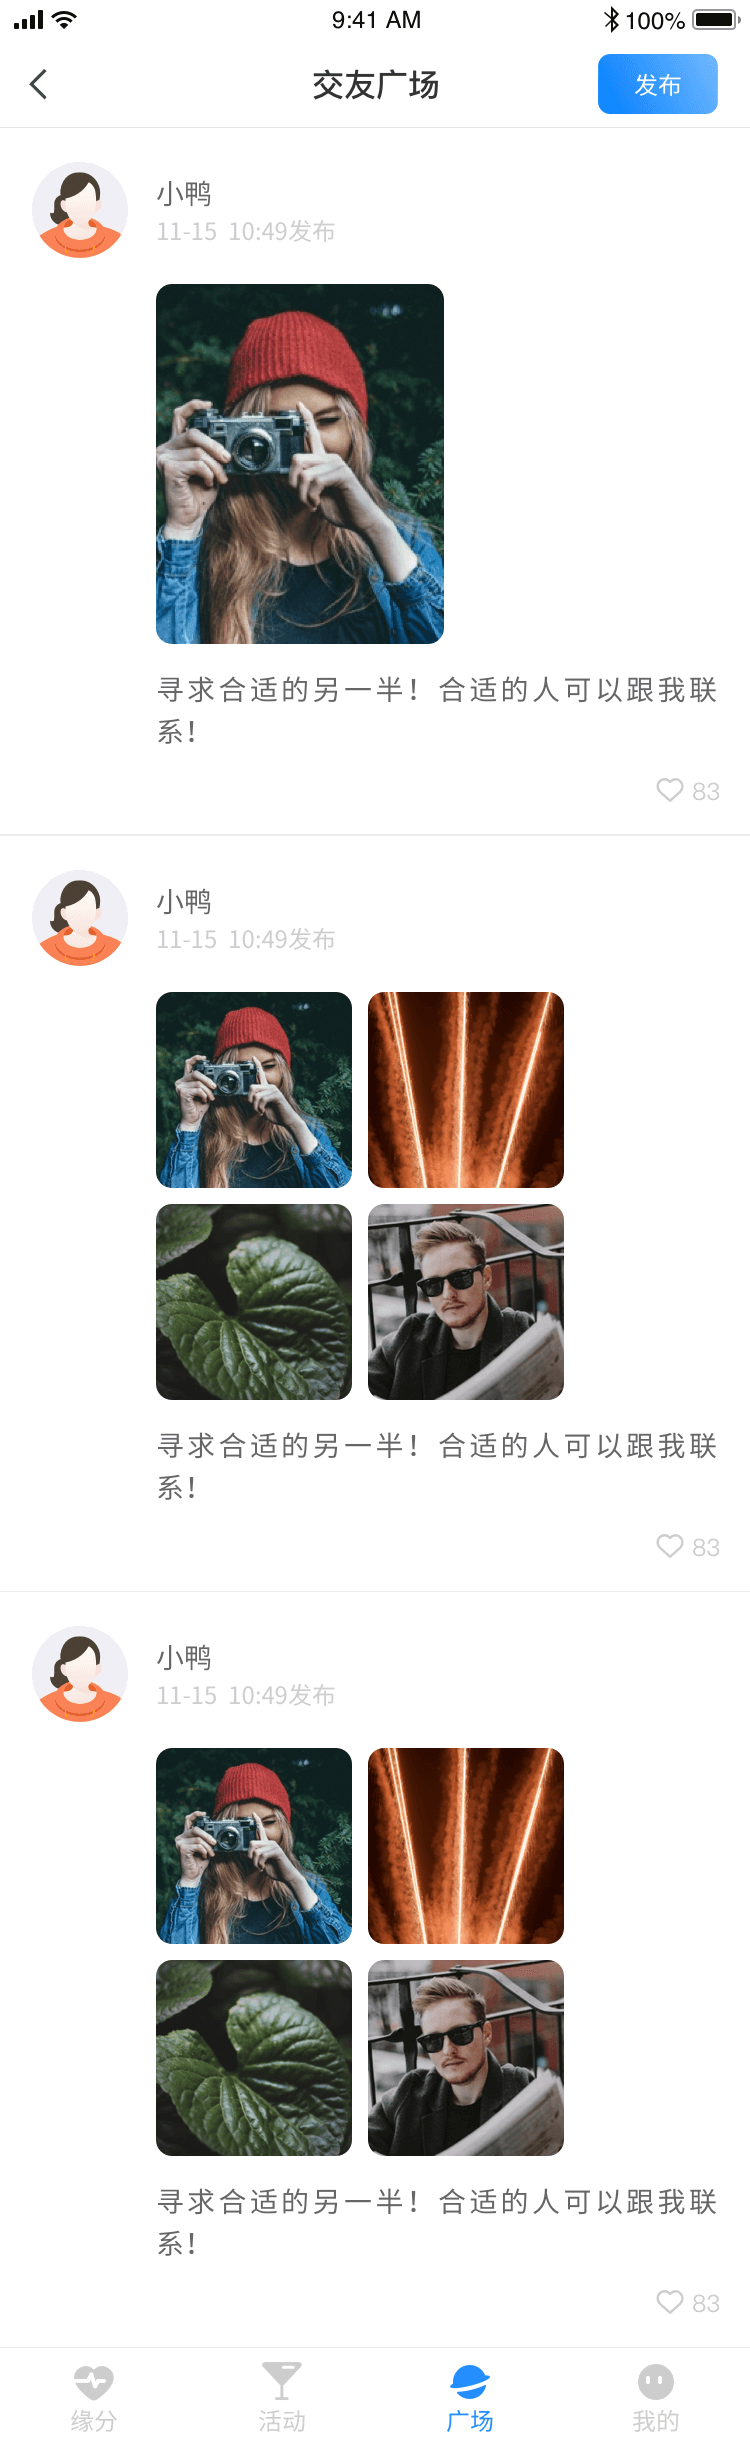 9:41 AM
100%
交友广场
发布
小鸭
11-15 10:49发布
寻求合适的另一半！合适的人可以跟我联
系！
83
小鸭
11-15 10:49发布
寻求合适的另一半！合适的人可以跟我联
系！
83
小鸭
11-15 10:49发布
寻求合适的另一半！合适的人可以跟我联
系！
83
缘分
活动
广场
我的